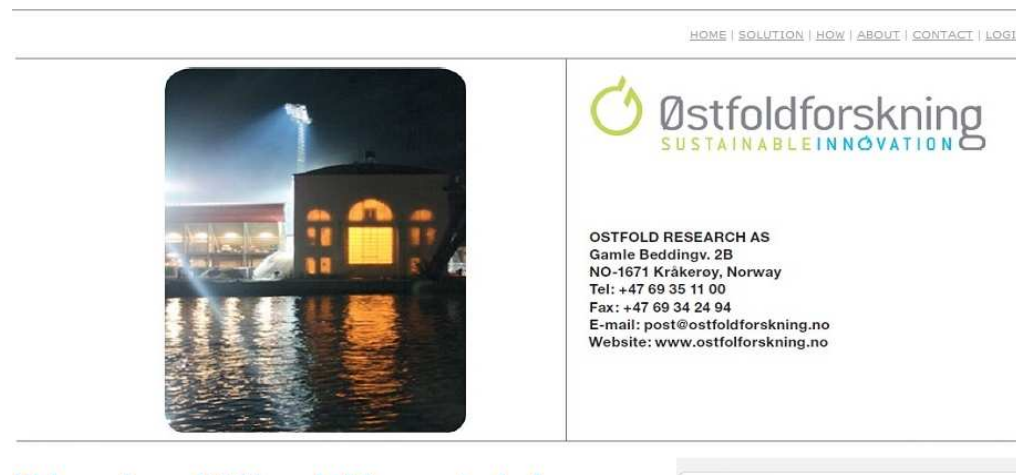 HOME | SOLUTION | HOW | ABOUT | CONTACT | LOGI
Østfoldforskning
SUSTAINABLEINNOVATION
OSTFOLD RESEARCH AS
Gamle Beddingv. 2B
NO-1671 Kråkerøy, Norway
Tel: +47 69 35 11 00
Fax: +47 69 34 24 94
E-mail: post@ostfoldforskning.no
Website: www.ostfolforskning.no